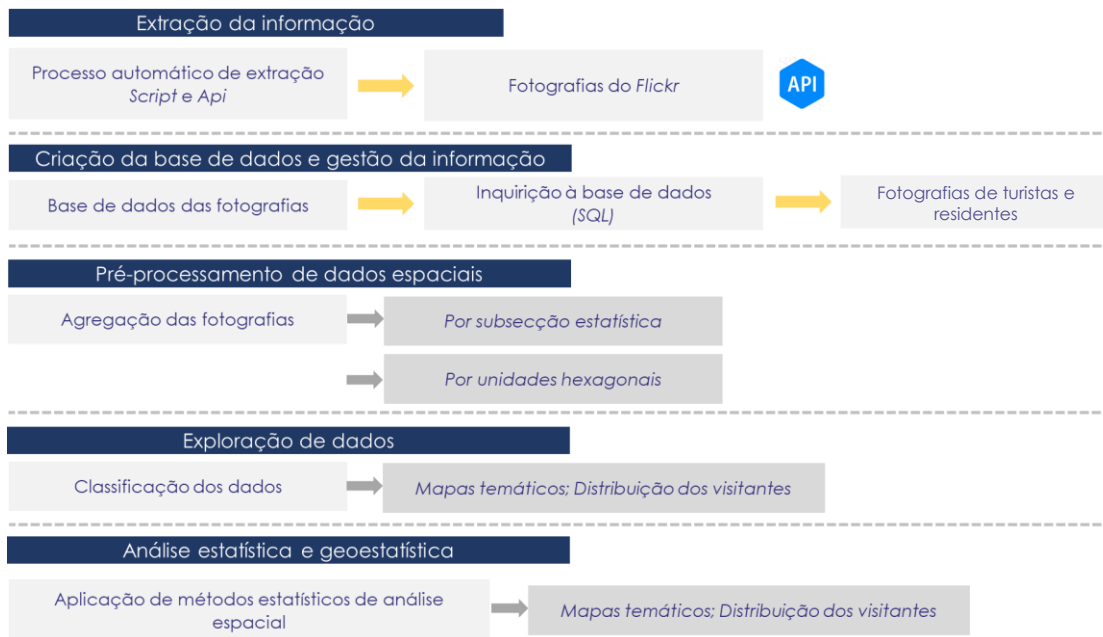 Extração da informação
Processo automático de extração
Script e Api
Fotografias do Flickr
API
Criação da base de dados e gestão da informação
Base de dados das fotografias
Inquirição à base de dados
(SQL)
Fotografias de turistas e
residentes
Pré-processamento de dados espaciais
Agregação das fotografias
Por subsecção estatística
Por unidades hexagonais
Exploração de dados
Classificação dos dados
Mapas temáticos; Distribuição dos visitantes
Análise estatística e geoestatística
Aplicação de métodos estatísticos de análise
espacial
Mapas temáticos; Distribuição dos visitantes